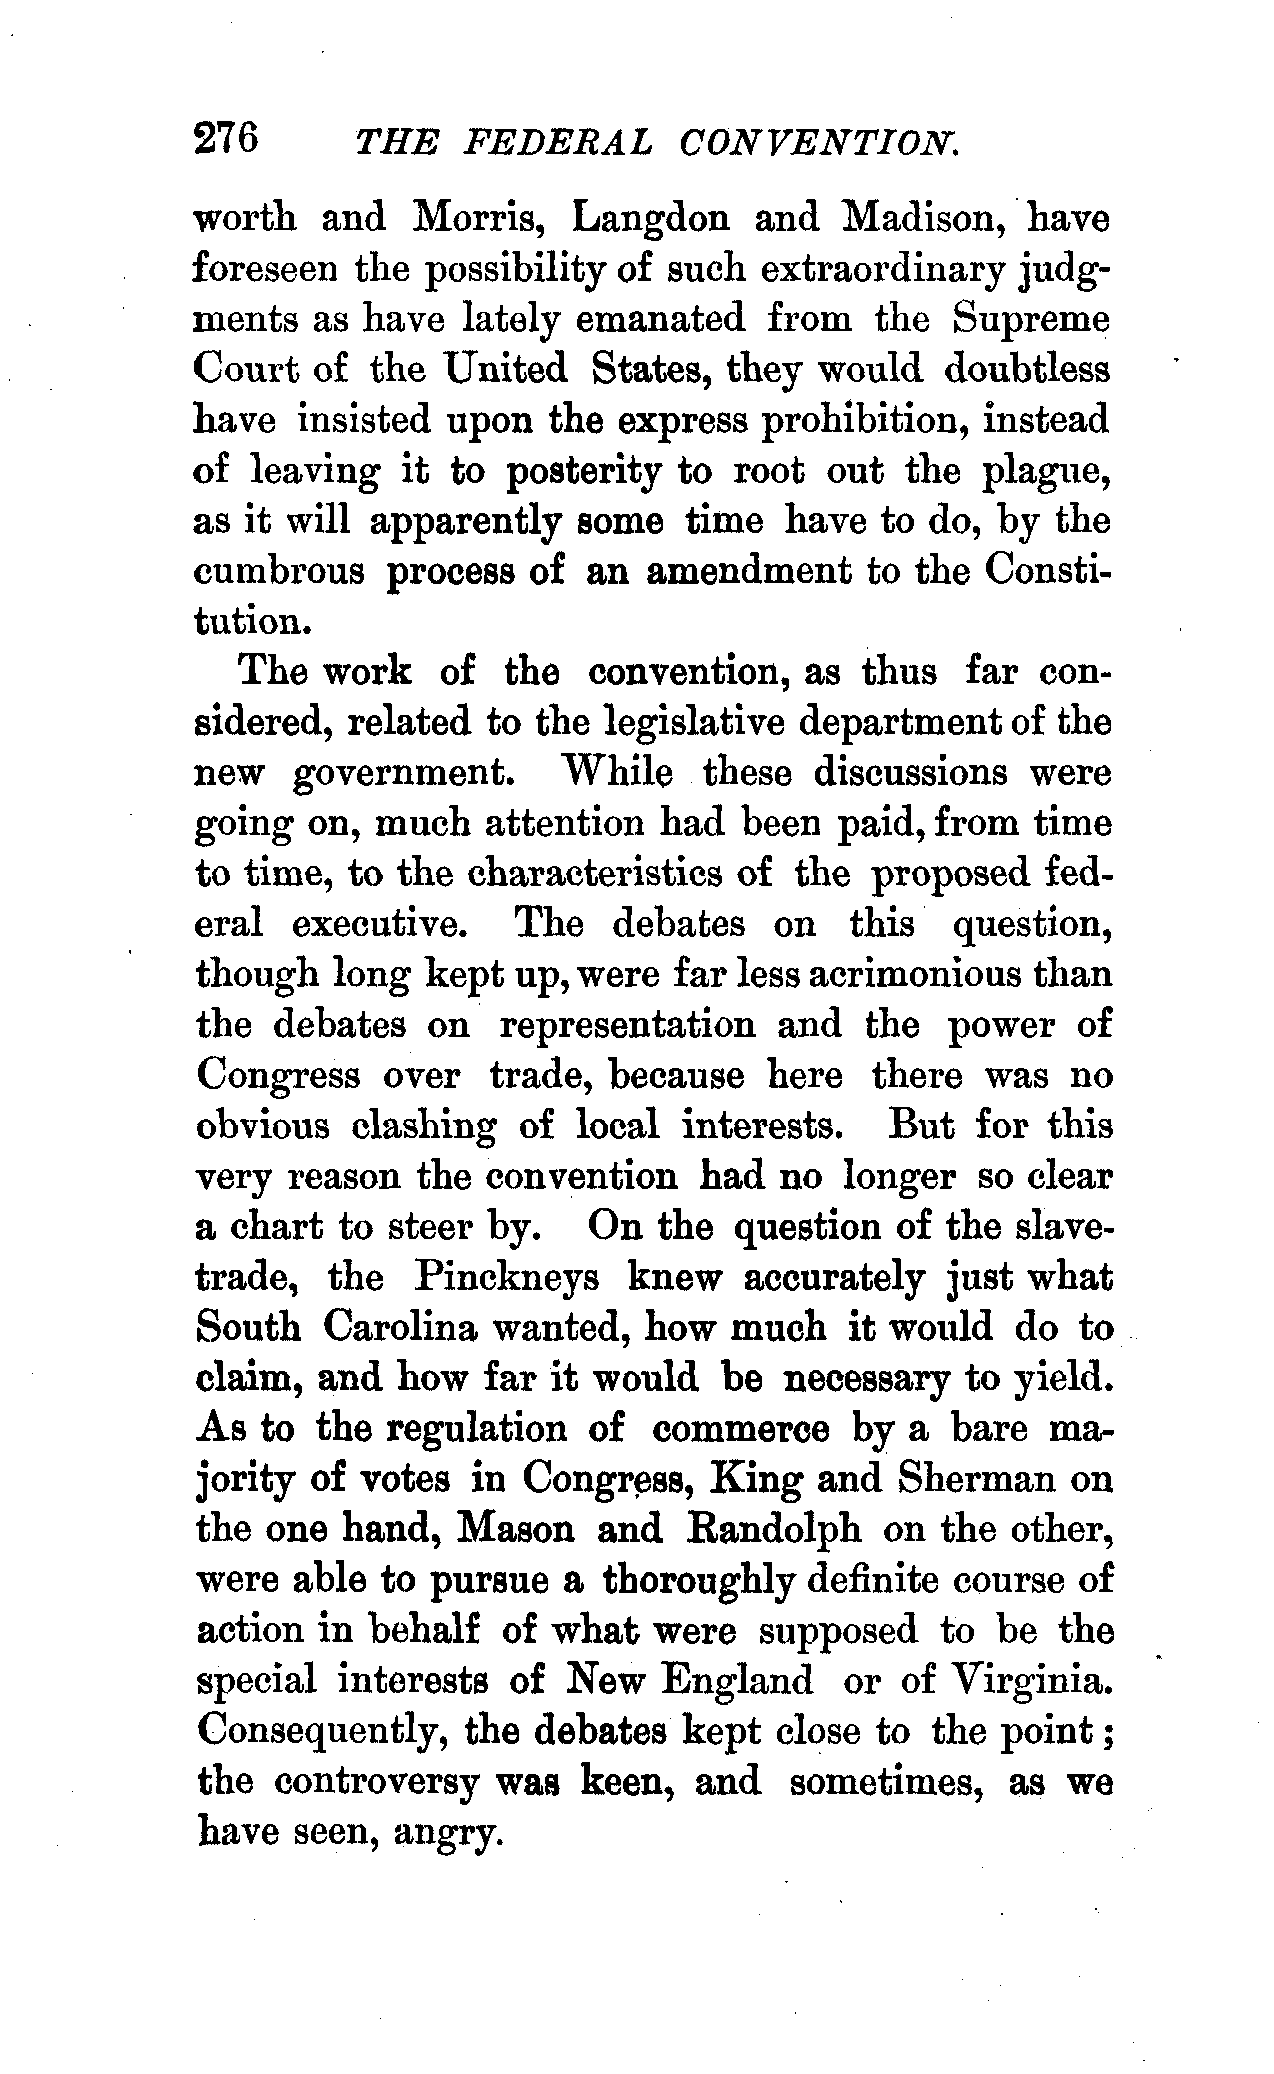 276 THE FEDERAL CONVENTION.
worth and Morris, Langdon and Madison, have
foreseen the possibility of such extraordinary judg-
ments as have lately emanated from the Supreme
Court of the United States, they would doubtless
have insisted upon the express prohibition, instead
of leaving it to posterity to root out the plague,
as it will apparently some time have to do, by the
cumbrous process of an amendment to the Consti-
tution.
The work of the convention, as thus far con-
sidered, related to the legislative department of the
new government. While these discussions were
going on, much attention had been paid, from time
to time, to the characteristics of the proposed fed-
eral executive. The debates on this question,
though long kept up, were far less acrimonious than
the debates on representation and the power of
Congress over trade, because here there was no
obvious clashing of local interests. But for this
very reason the convention had no longer so clear
a chart to steer by. On the question of the slave-
trade, the Pinckneys knew accurately just what
South Carolina wanted, how much it would do to
claim, and how far it would be necessary to yield.
As to the regulation of commerce by a bare ma-
jority of votes in Congress, King and Sherman on
the one hand, Mason and Randolph on the other,
were able to pursue a thoroughly definite course of
action in behalf of what were supposed to be the
special interests of New England or of Virginia.
Consequently, the debates kept close to the point;
the controversy was keen, and sometimes, as we
have seen, angry.